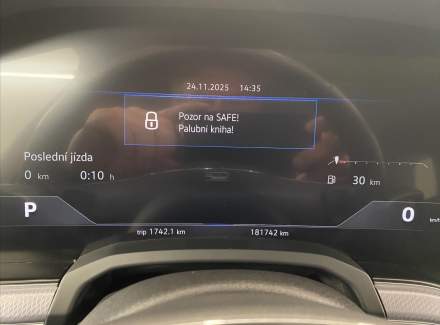 24.11.2025 14:35
Pozor na SAFE!
Palubní kniha!
Poslední jízda
0 km 0:10 h
30 km
P
0 km/h
trip 1742.1 km 181742 km